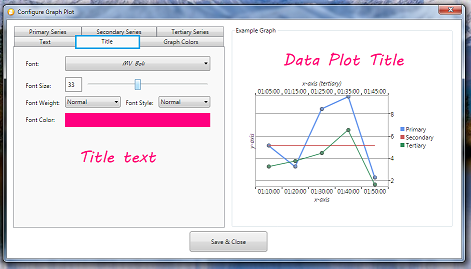 Configure Graph Plot
Primary Series
Secondary Series
Tertiary Series
Text
Title
Graph Colors
Font:
MV Boli
Font Size:
33
Font Weight:
Normal
Font Style:
Normal
Font Color:
Title text
Save & Close
Example Graph
Data Plot Title
x-axis (tertiary)
01:05:00 01:15:00 01:25:00 01:35:00 01:45:00
x-axis
8
6
4
2
Primary
Secondary
Tertiary
01:10:00 01:20:00 01:30:00 01:40:00 01:50:00
x-axis